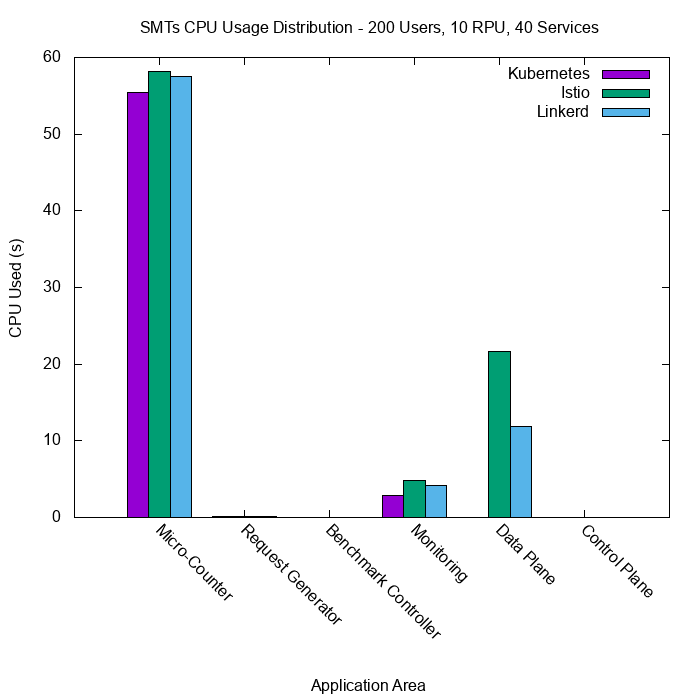 SMTs CPU Usage Distribution - 200 Users, 10 RPU, 40 Services
Kubernetes
Istio
Linkerd
60
50
40
30
20
10
0
CPU Used (s)
Micro-Counter
Request Generator
Benchmark Controller
Monitoring
Data Plane
Control Plane
Application Area